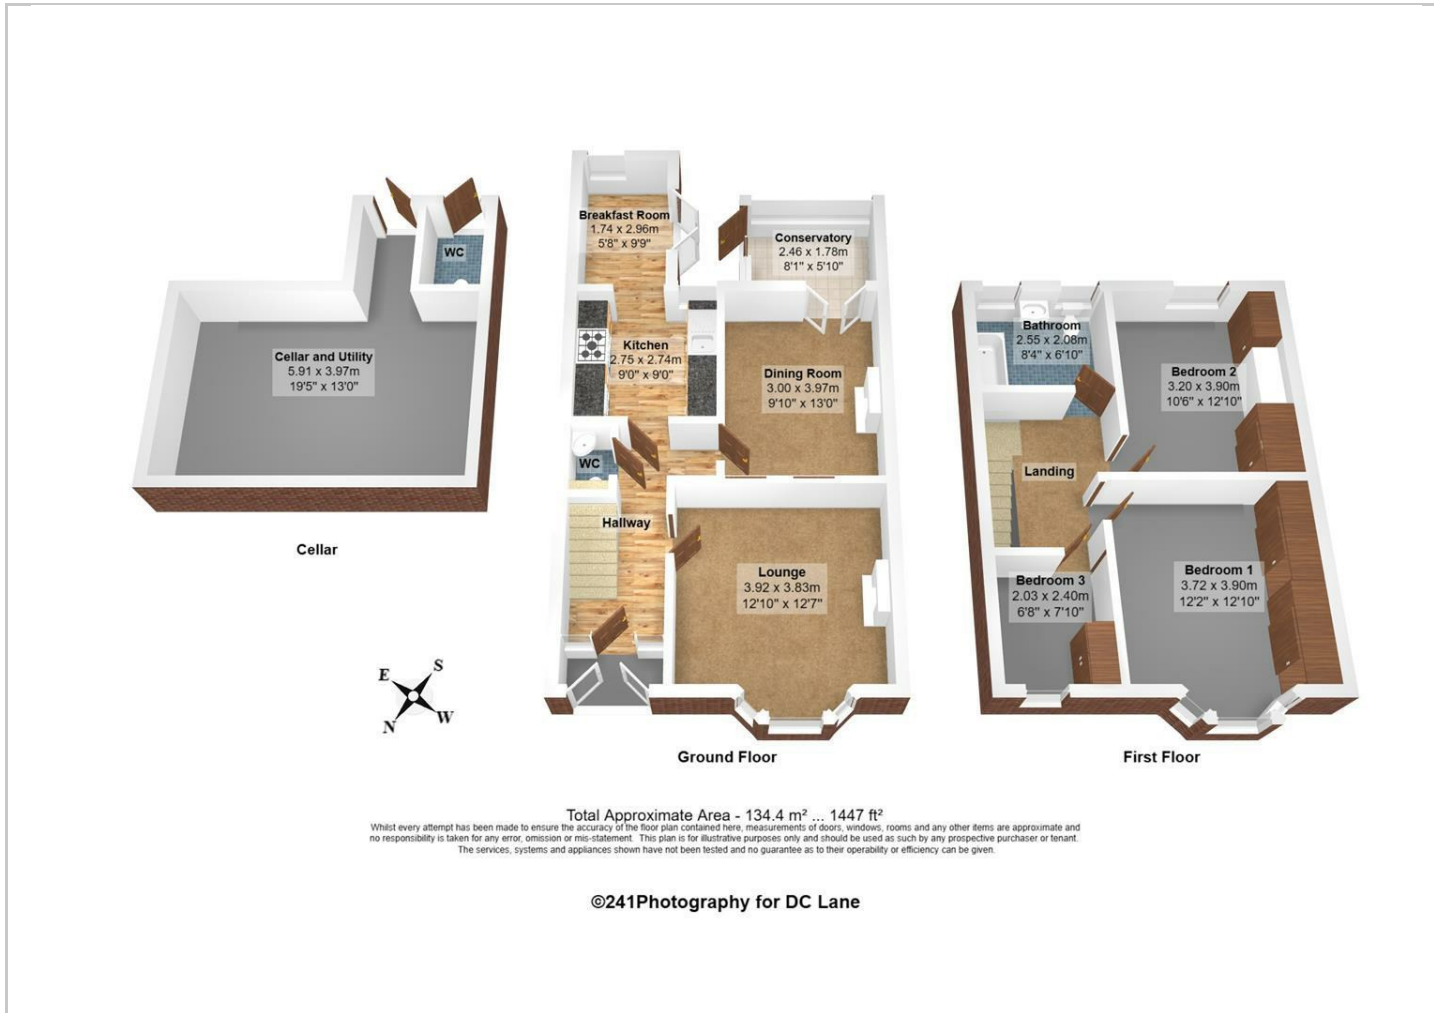 Cellar and Utility
5.91 x 3.97m
19'5" x 13'0"
WC
Cellar
Breakfast Room
1.74 x 2.96m
5'8" x 9'9"
Conservatory
2.46 x 1.78m
8'1" x 5'10"
Kitchen
2.75 x 2.74m
9'0" x 9'0"
Dining Room
3.00 x 3.97m
9'10" x 13'0"
WC
Hallway
Lounge
3.92 x 3.83m
12'10" x 12'7"
Ground Floor
Bathroom
2.55 x 2.08m
8'4" x 6'10"
Bedroom 2
3.20 x 3.90m
10'6" x 12'10"
Landing
Bedroom 3
2.03 x 2.40m
6'8" x 7'10"
Bedroom 1
3.72 x 3.90m
12'2" x 12'10"
First Floor
E
S
N
W
Total Approximate Area - 134.4 m² ... 1447 ft²
Whilst every attempt has been made to ensure the accuracy of the floor plan contained here, measurements of doors, windows, rooms and any other items are approximate and
no responsibility is taken for any error, omission or mis-statement. This plan is for illustrative purposes only and should be used as such by any prospective purchaser or tenant.
The services, systems and appliances shown have not been tested and no guarantee as to their operability or efficiency can be given.
©241Photography for DC Lane